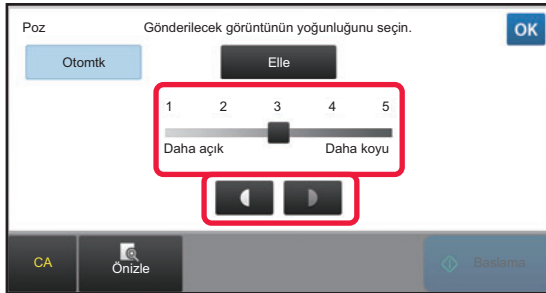 Poz Gönderilecek görüntünün yoğunluğunu seçin. OK
Otomtk Elle
1 2 3 4 5
Daha açık Daha koyu
CA Önizle Baslama